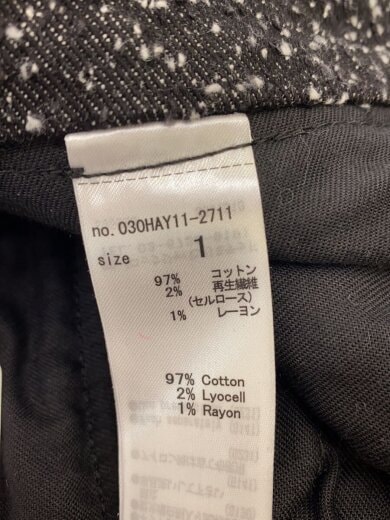 no.030HAY11-2711
size 1
97% コットン
2% 再生繊維
(セルロース)
1% レーヨン
97% Cotton
2% Lyocell
1% Rayon